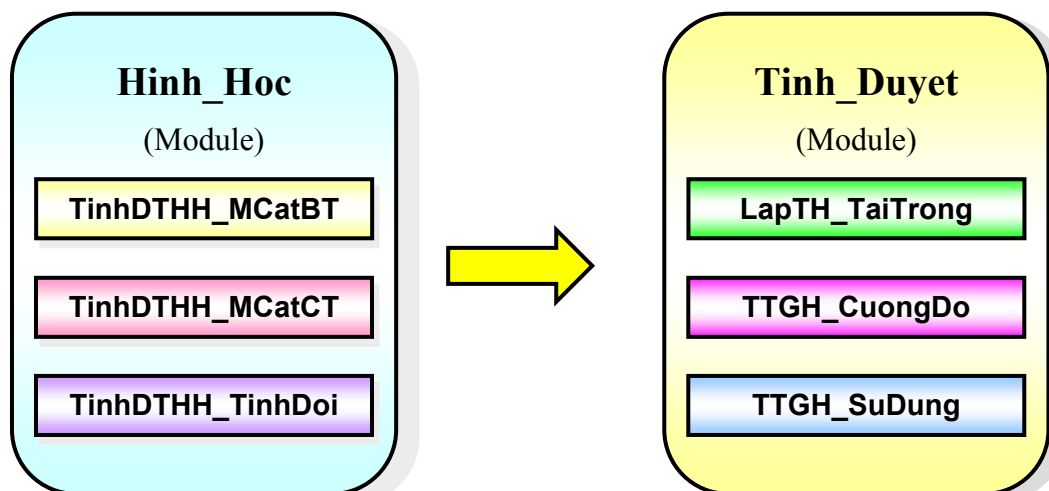 Hinh_Hoc
(Module)
TinhDTHH_MCatBT
TinhDTHH_MCatCT
TinhDTHH_TinhDoi
Tinh_Duyet
(Module)
LapTH_TaiTrong
TTGH_CuongDo
TTGH_SuDung